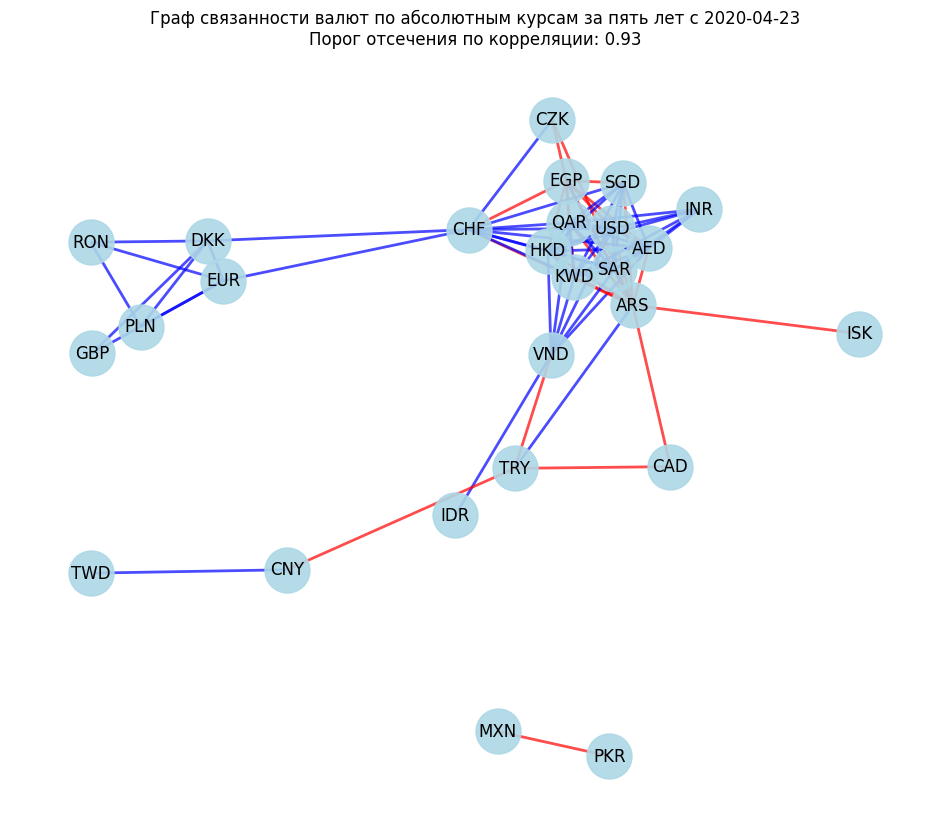 Граф связанности валют по абсолютным курсам за пять лет с 2020-04-23
Порог отсечения по корреляции: 0.93
CZK
EGP
SGD
INR
QAR
USD
CHF
RON
DKK
HKD
AED
SAR
KWD
EUR
ARS
PLN
ISK
GBP
VND
TRY
CAD
IDR
CNY
TWD
MXN
PKR